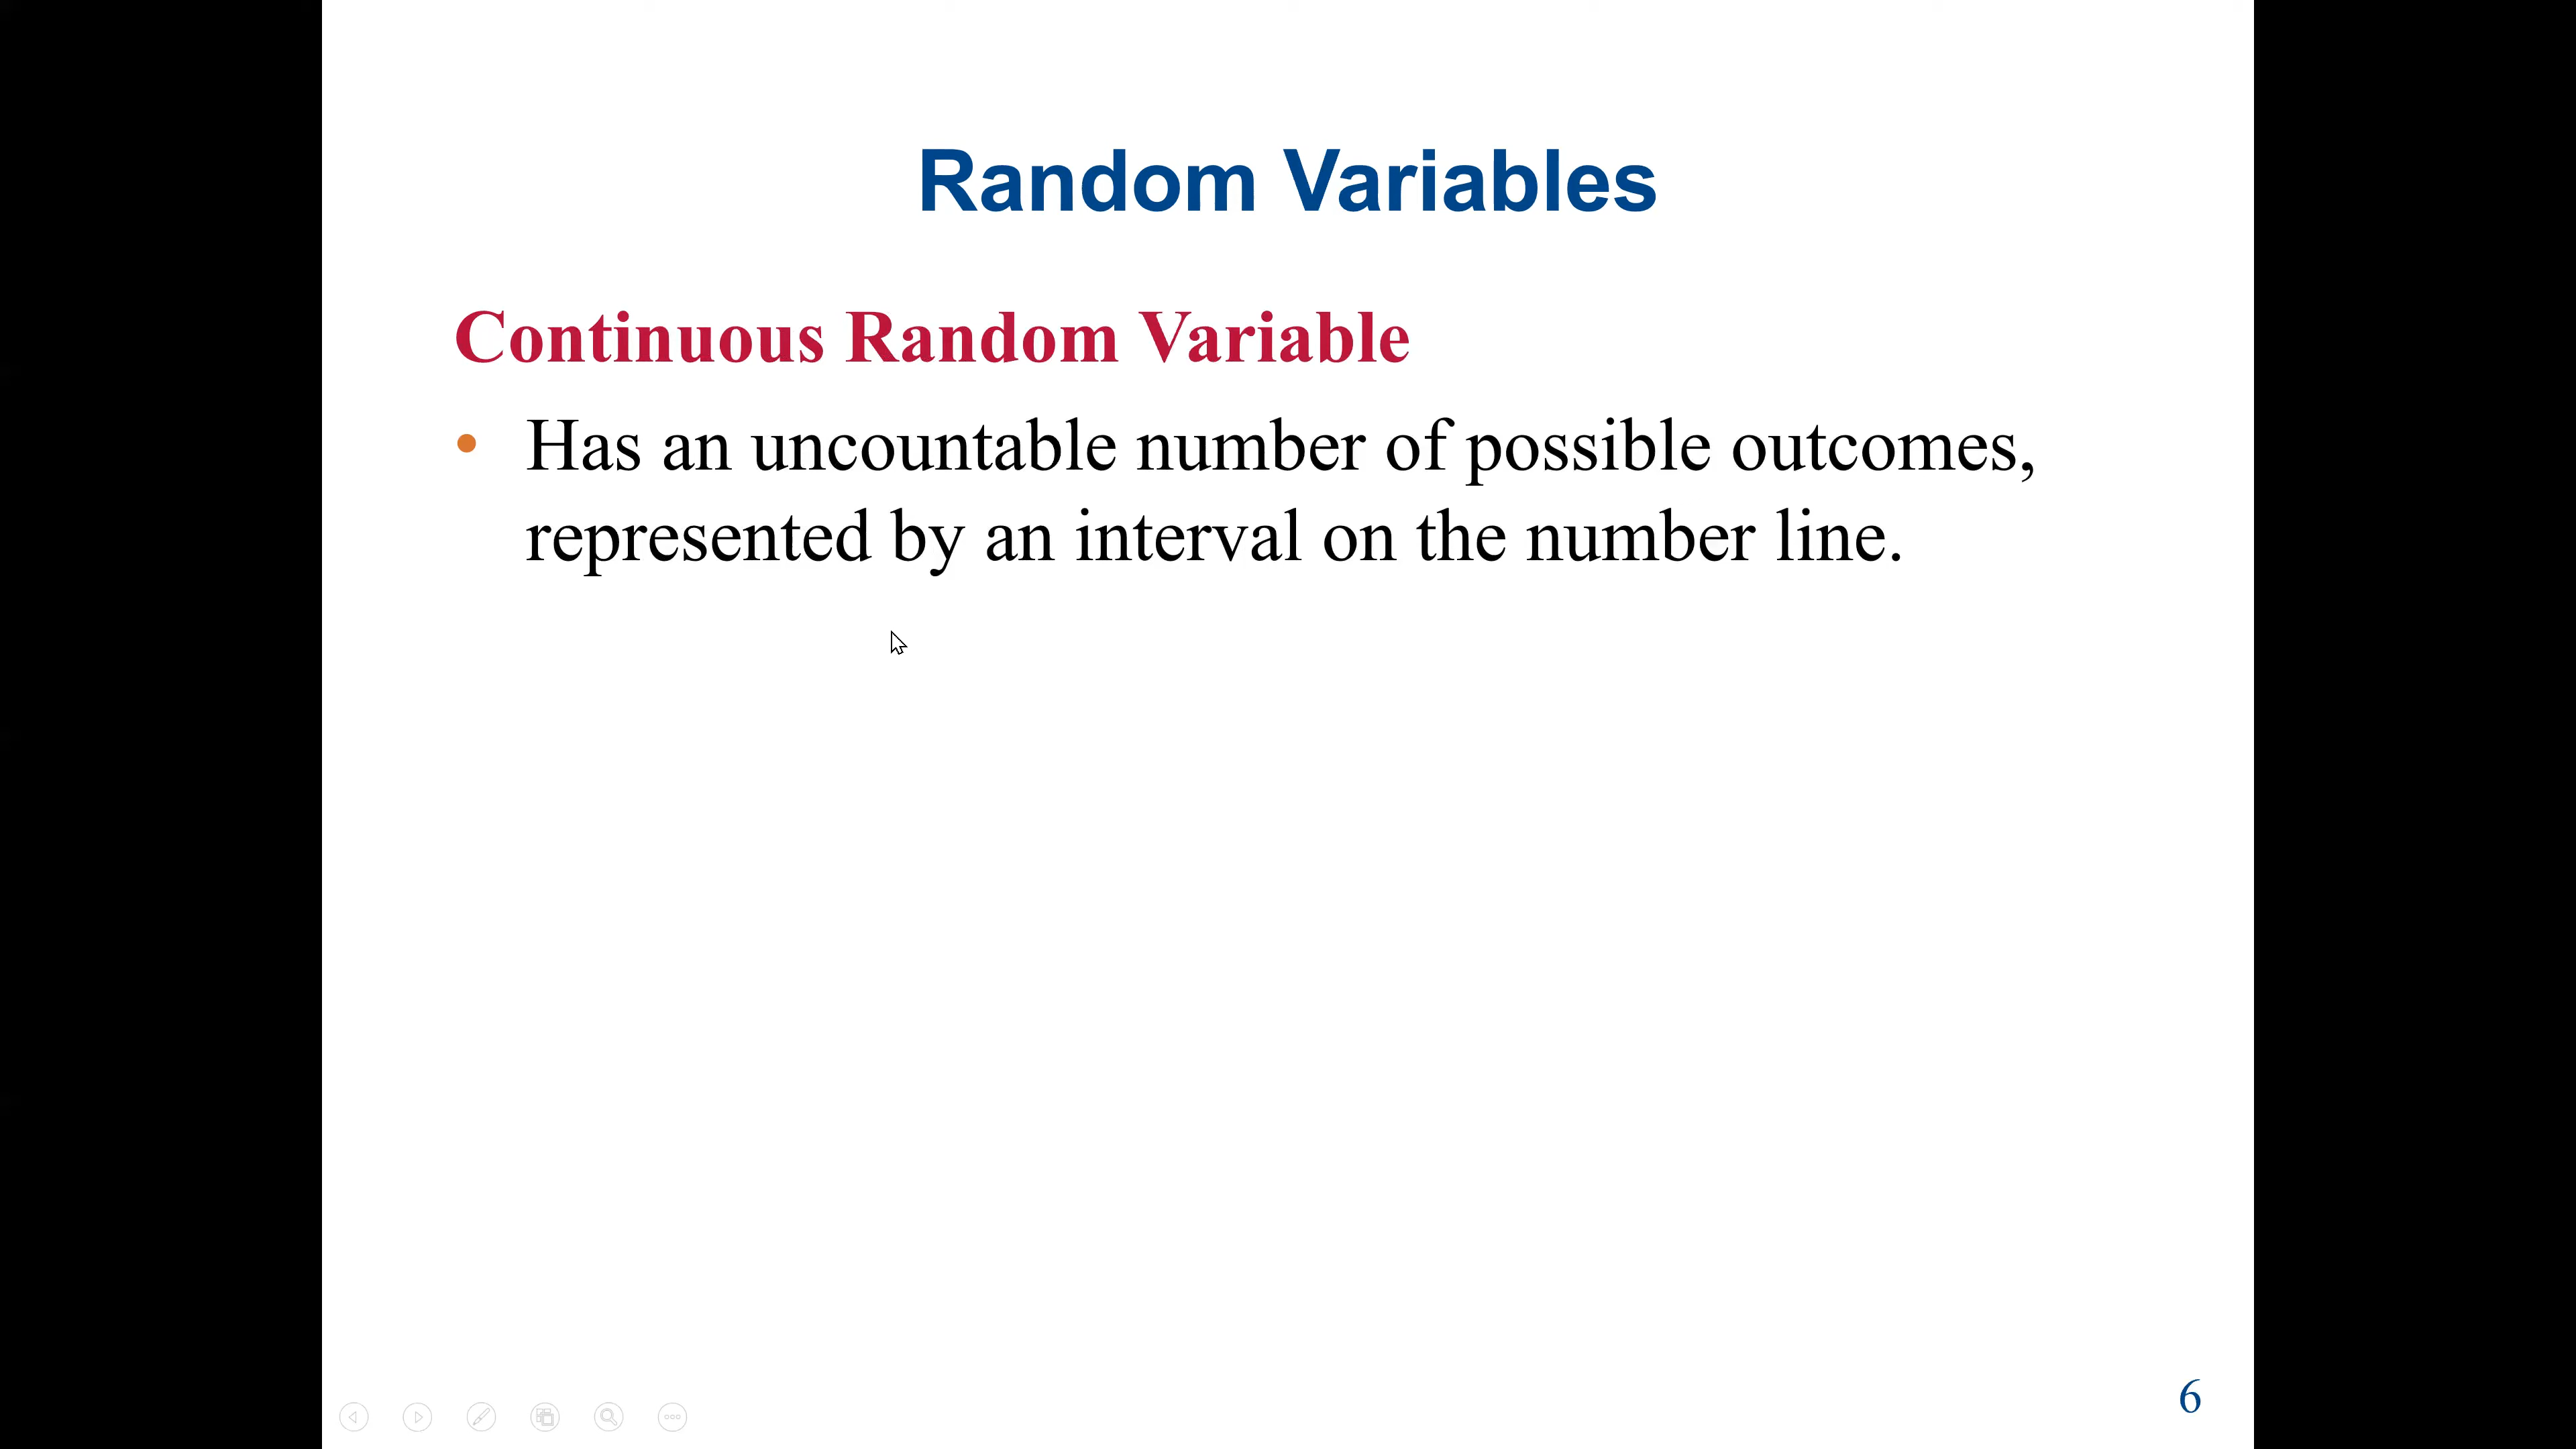 Random Variables
Continuous Random Variable
• Has an uncountable number of possible outcomes,
represented by an interval on the number line.
6